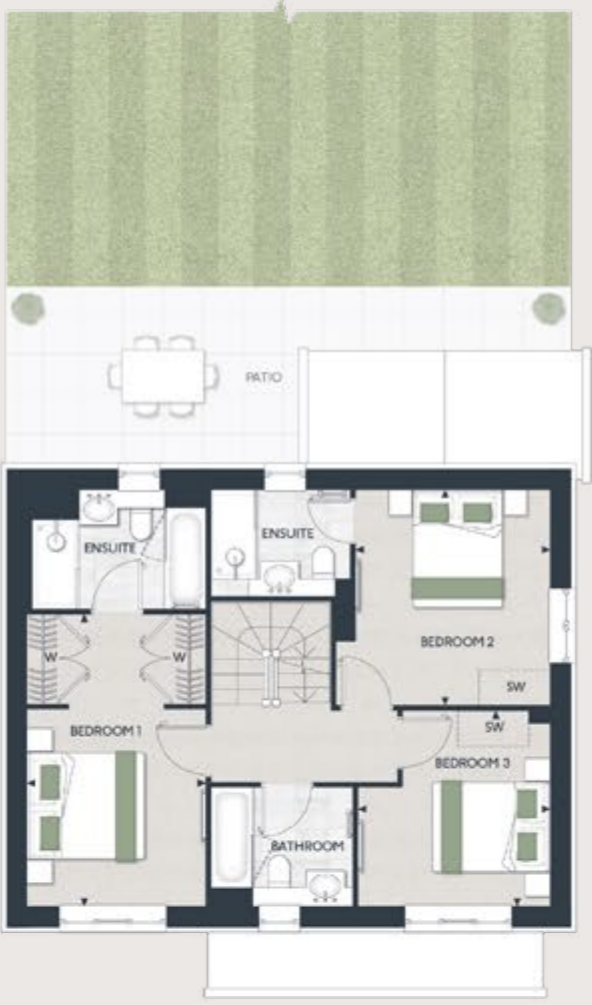 PATIO
ENSUITE
ENSUITE
W
W
BEDROOM 2
SW
SW
BEDROOM 1
BEDROOM 3
BATHROOM